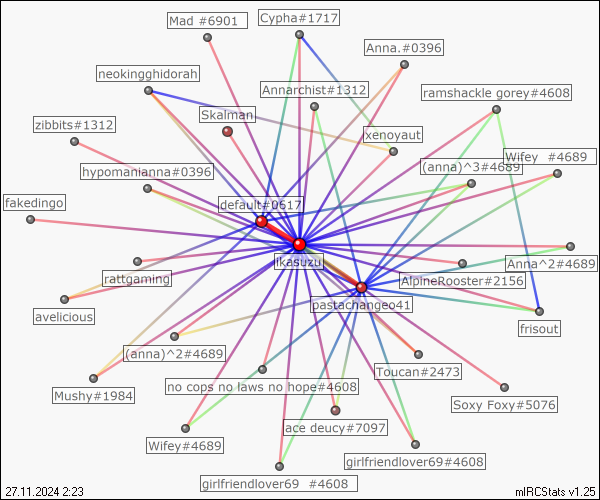 Mad #6901
Cypha#1717
Anna.#0396
neokingghidorah
Annarchist#1312
ramshackle gorey#4608
Skalman
zibbits#1312
xenoyaut
Wifey  #4689
(anna)^3#4689
hypomanianna#0396
fakedingo
default#0617
ikasuzu
Anna^2#4689
rattgaming
AlpineRooster#2156
pastachangeo41
avelicious
frisout
(anna)^2#4689
Toucan#2473
no cops no laws no hope#4608
Mushy#1984
Soxy Foxy#5076
ace deucy#7097
Wifey#4689
girlfriendlover69#4608
girlfriendlover69  #4608
27.11.2024 2:23
mIRCStats v1.25